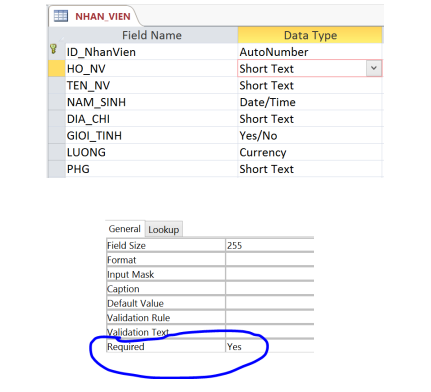 NHAN_VIEN
Field Name Data Type
ID_NhanVien AutoNumber
HO_NV Short Text
TEN_NV Short Text
NAM_SINH Date/Time
DIA_CHI Short Text
GIOI_TINH Yes/No
LUONG Currency
PHG Short Text
General Lookup
Field Size 255
Format
Input Mask
Caption
Default Value
Validation Rule
Validation Text
Required Yes